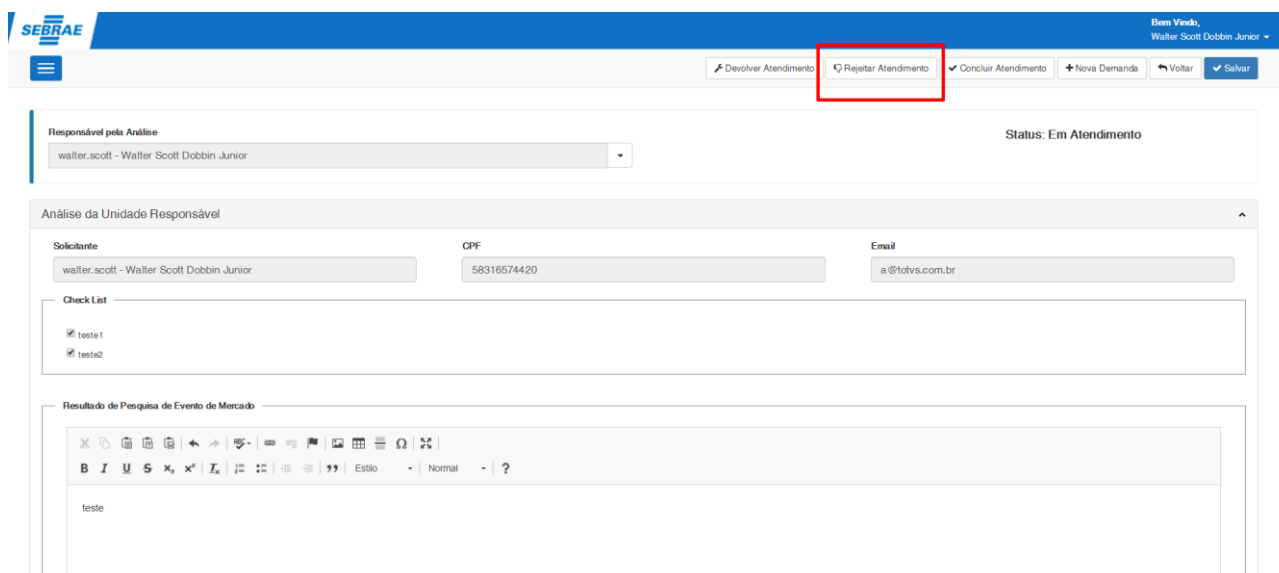 SEBRAE
Bem Vindo,
Walter Scott Dobbin Junior
Devolver Atendimento Rejeitar Atendimento Concluir Atendimento Nova Demanda Voltar Salvar
Responsável pela Análise
Status: Em Atendimento
walter.scott - Walter Scott Dobbin Junior
Análise da Unidade Responsável
Solicitante CPF Email
walter.scott - Walter Scott Dobbin Junior 58316574420 a@totvs.com.br
Check List
teste1
teste2
Resultado de Pesquisa de Evento de Mercado
ABC Ω
B I U S x₂ x² Iₓ Estilo Normal ?
teste